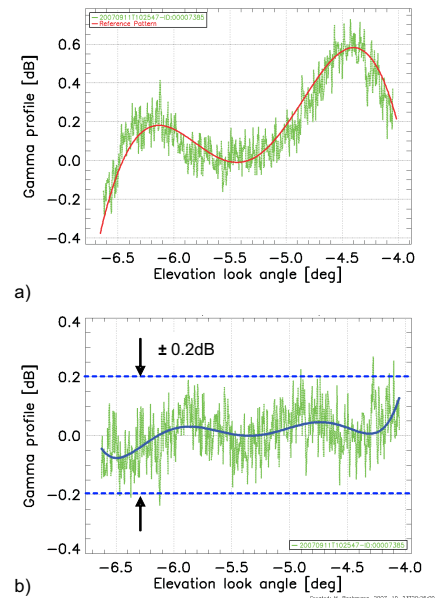 20070911T102547-ID:00007385
Reference Pattern
Gamma profile [dB]
0.6
0.4
0.2
0.0
−0.2
−0.4
−6.5 −6.0 −5.5 −5.0 −4.5 −4.0
Elevation look angle [deg]
a)
± 0.2dB
Gamma profile [dB]
0.4
0.2
0.0
−0.2
−0.4
20070911T102547-ID:00007385
−6.5 −6.0 −5.5 −5.0 −4.5 −4.0
Elevation look angle [deg]
b)